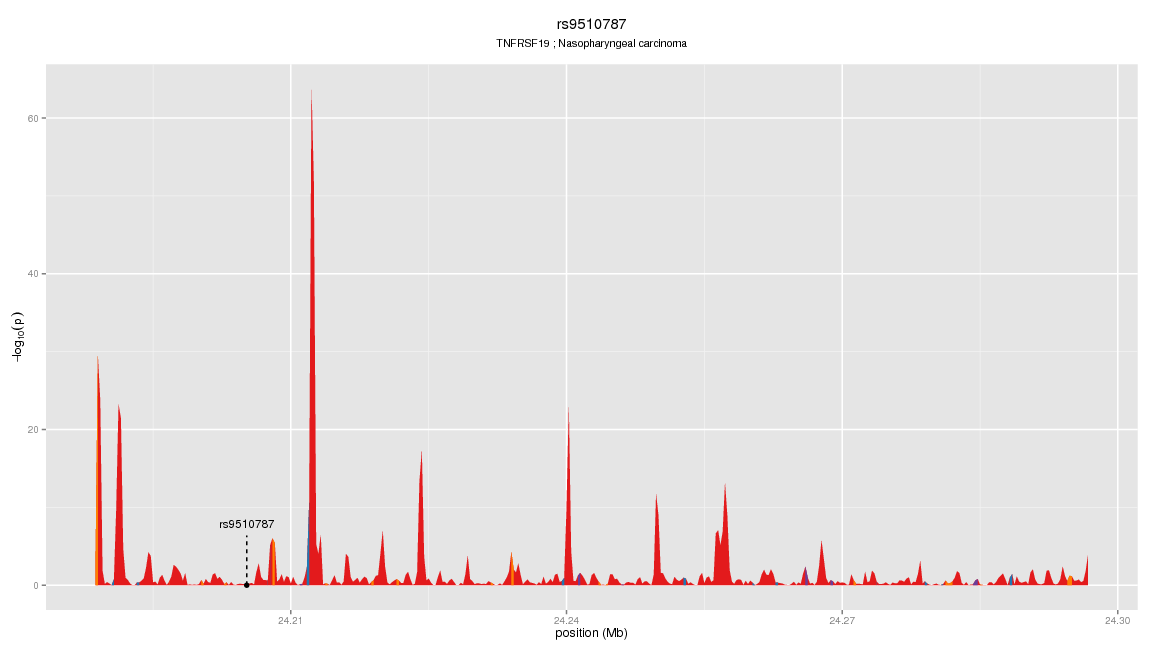 rs9510787
TNFRSF19 ; Nasopharyngeal carcinoma
60
40
20
0
−log10(p)
rs9510787
24.21
24.24
24.27
24.30
position (Mb)